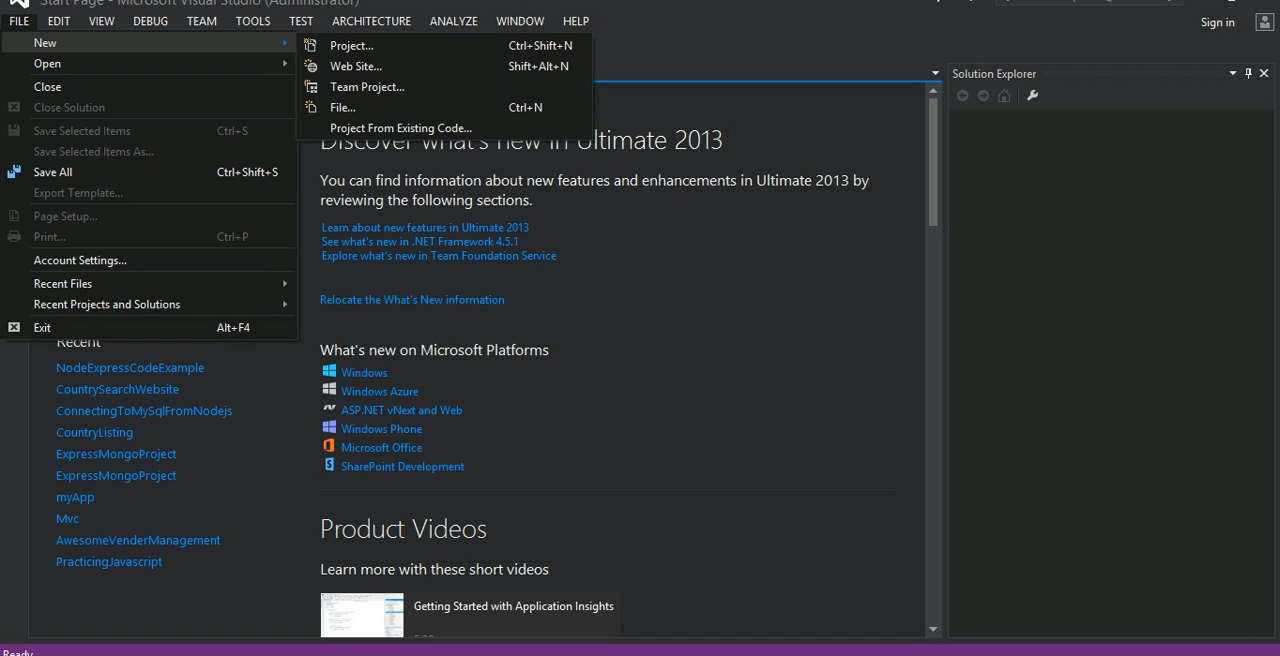 Start Page - Microsoft Visual Studio (Administrator)
FILE EDIT VIEW DEBUG TEAM TOOLS TEST ARCHITECTURE ANALYZE WINDOW HELP
Sign in
New
Open
Close
Close Solution
Save Selected Items Ctrl+S
Save Selected Items As...
Save All Ctrl+Shift+S
Export Template...
Page Setup...
Print... Ctrl+P
Account Settings...
Recent Files
Recent Projects and Solutions
Exit Alt+F4
Project... Ctrl+Shift+N
Web Site... Shift+Alt+N
Team Project...
File... Ctrl+N
Project From Existing Code...
Recent
NodeExpressCodeExample
CountrySearchWebsite
ConnectingToMySqlFromNodejs
CountryListing
ExpressMongoProject
ExpressMongoProject
myApp
Mvc
AwesomeVenderManagement
PracticingJavascript
Discover what's new in Ultimate 2013
You can find information about new features and enhancements in Ultimate 2013 by
reviewing the following sections.
Learn about new features in Ultimate 2013
See what's new in .NET Framework 4.5.1
Explore what's new in Team Foundation Service
Relocate the What's New information
What's new on Microsoft Platforms
Windows
Windows Azure
ASP.NET vNext and Web
Windows Phone
Microsoft Office
SharePoint Development
Product Videos
Learn more with these short videos
Getting Started with Application Insights
Solution Explorer
Ready